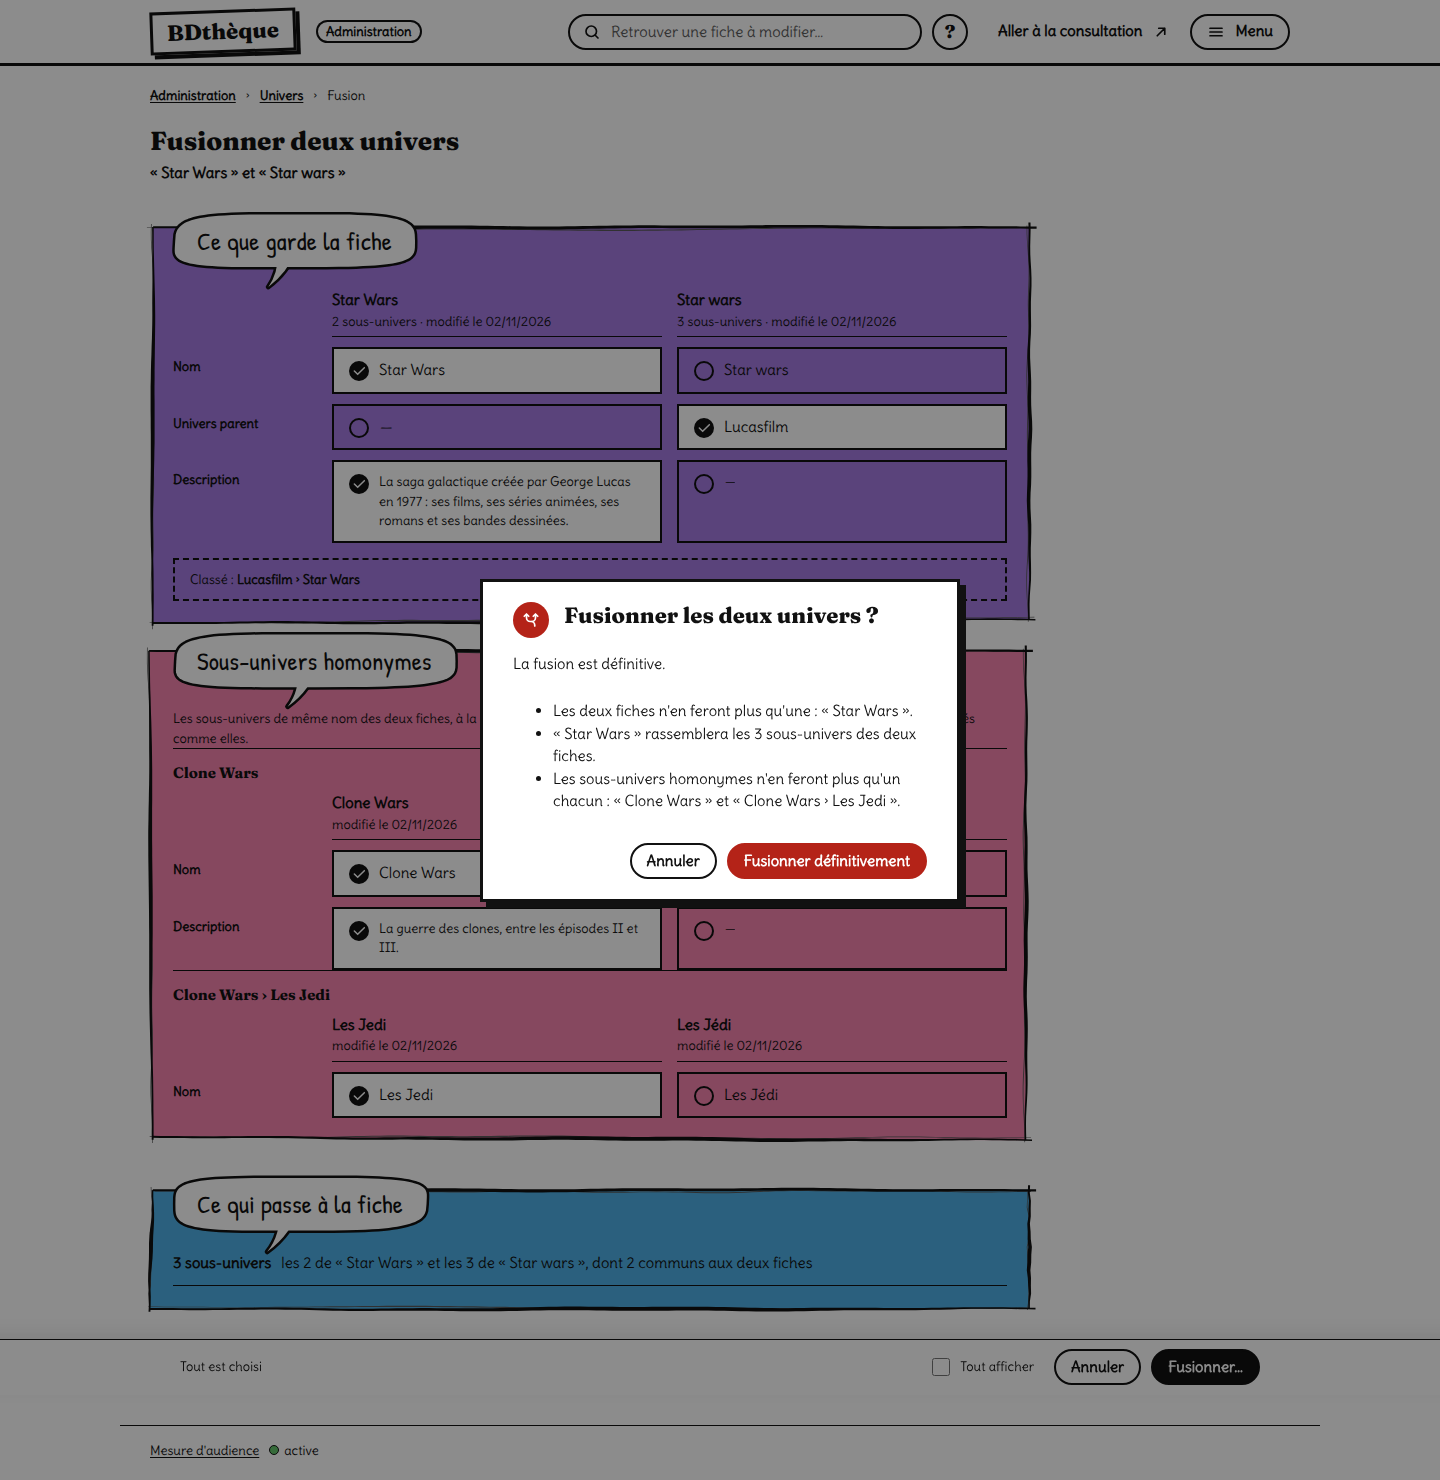 BDthèque
Administration
Retrouver une fiche à modifier...
?
Aller à la consultation
Menu
Administration › Univers › Fusion
Fusionner deux univers
« Star Wars » et « Star wars »
Ce que garde la fiche
Star Wars
2 sous-univers · modifié le 02/11/2026
Star wars
3 sous-univers · modifié le 02/11/2026
Nom
Star Wars
Star wars
Univers parent
—
Lucasfilm
Description
La saga galactique créée par George Lucas
en 1977 : ses films, ses séries animées, ses
romans et ses bandes dessinées.
—
Classé : Lucasfilm › Star Wars
Fusionner les deux univers ?
La fusion est définitive.
• Les deux fiches n'en feront plus qu'une : « Star Wars ».
• « Star Wars » rassemblera les 3 sous-univers des deux
fiches.
• Les sous-univers homonymes n'en feront plus qu'un
chacun : « Clone Wars » et « Clone Wars › Les Jedi ».
Annuler
Fusionner définitivement
Sous-univers homonymes
Les sous-univers de même nom des deux fiches, à la
comme elles.
Clone Wars
Clone Wars
modifié le 02/11/2026
Nom
Clone Wars
Description
La guerre des clones, entre les épisodes II et
III.
—
Clone Wars › Les Jedi
Les Jedi
modifié le 02/11/2026
Les Jédi
modifié le 02/11/2026
Nom
Les Jedi
Les Jédi
Ce qui passe à la fiche
3 sous-univers les 2 de « Star Wars » et les 3 de « Star wars », dont 2 communs aux deux fiches
Tout est choisi
Tout afficher
Annuler
Fusionner...
Mesure d'audience
active